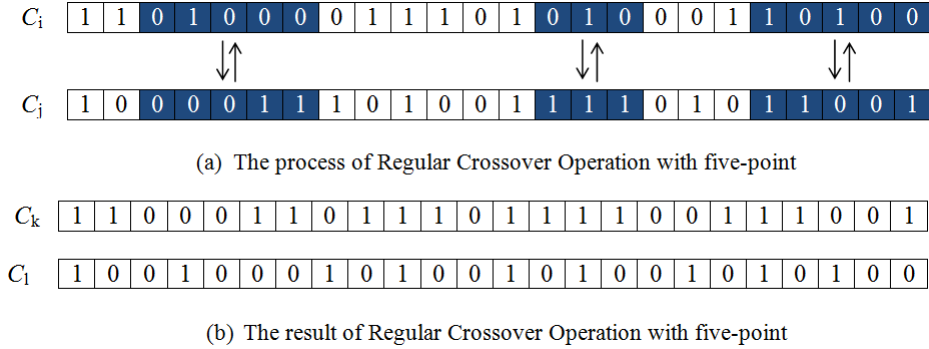 Ci 1 1 0 1 0 0 0 0 1 1 1 0 1 0 1 0 0 0 1 1 0 1 0 0
Cj 1 0 0 0 0 1 1 1 0 1 0 0 1 1 1 1 0 1 0 1 1 0 0 1
(a) The process of Regular Crossover Operation with five-point
Ck 1 1 0 0 0 1 1 0 1 1 1 0 1 1 1 1 0 0 1 1 1 0 0 1
Cl 1 0 0 1 0 0 0 1 0 1 0 0 1 0 1 0 0 1 0 1 0 1 0 0
(b) The result of Regular Crossover Operation with five-point